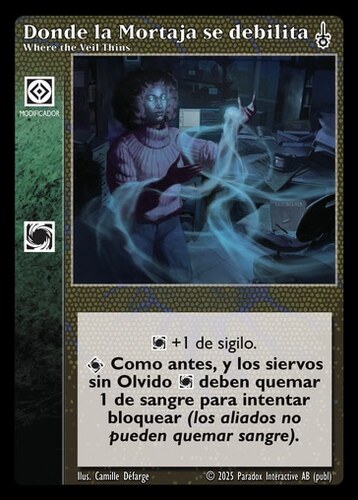 Donde la Mortaja se debilita
Where the Veil Thins
MODIFICADOR
+1 de sigilo.
Como antes, y los siervos
sin Olvido deben quemar
1 de sangre para intentar
bloquear (los aliados no
pueden quemar sangre).
Ilus. Camille Défarge © 2025 Paradox Interactive AB (publ)